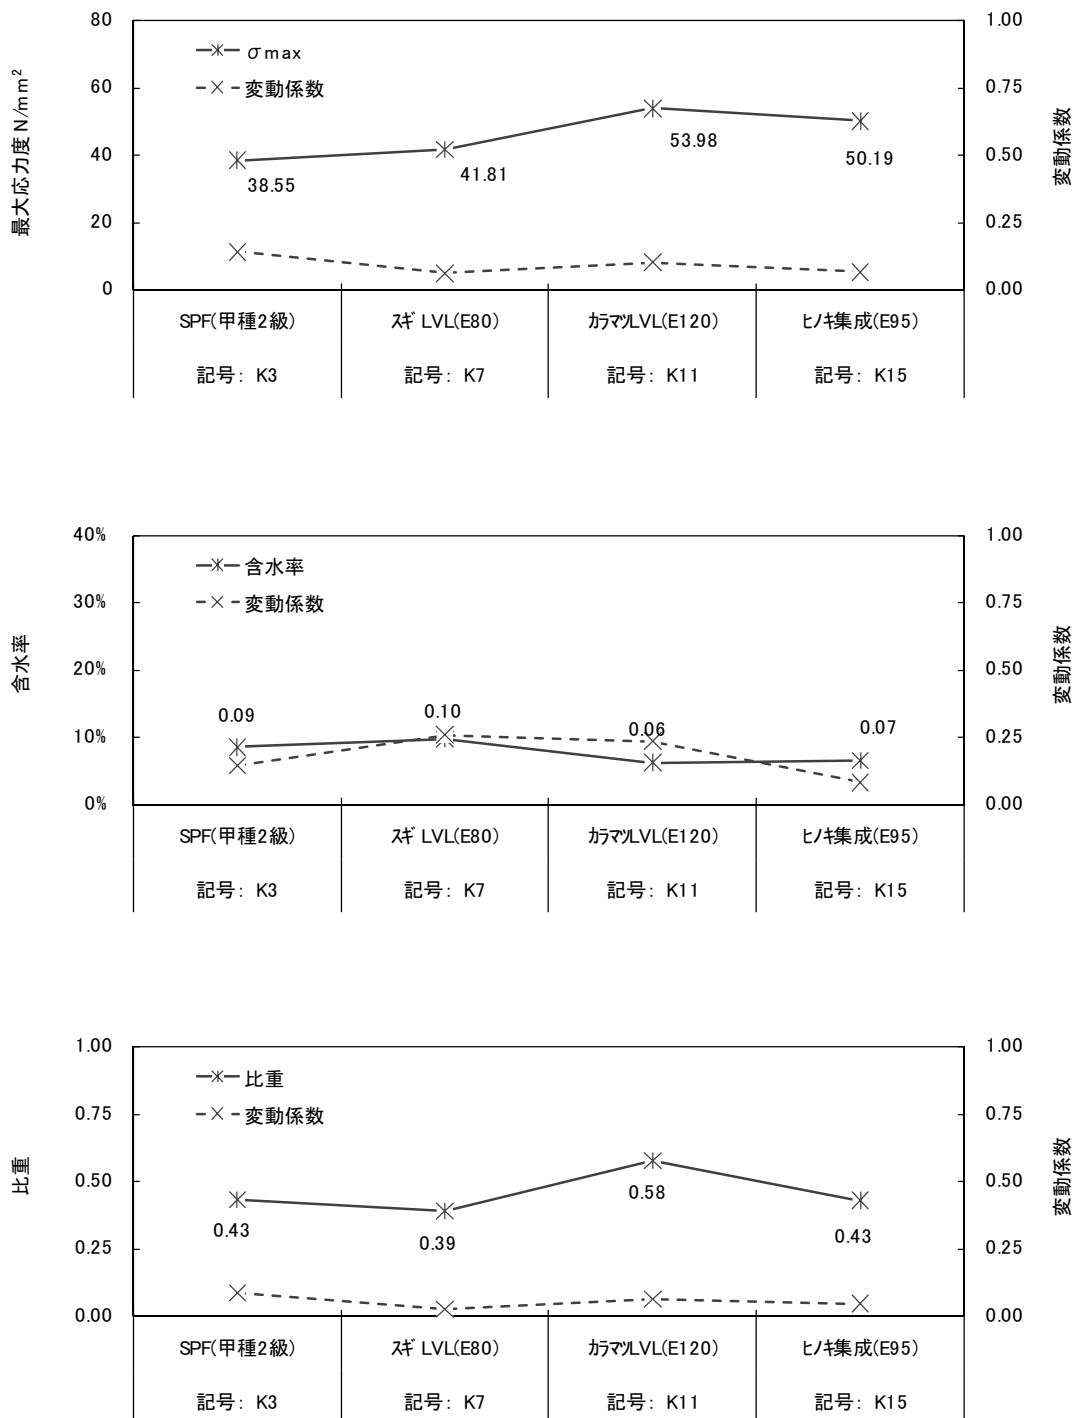 80
60
40
20
0
最大応力度 N/mm²
1.00
0.75
0.50
0.25
0.00
変動係数
σmax
変動係数
38.55
41.81
53.98
50.19
SPF(甲種2級) スギ LVL(E80) カラマツLVL(E120) ヒノキ集成(E95)
記号: K3 記号: K7 記号: K11 記号: K15
40%
30%
20%
10%
0%
含水率
1.00
0.75
0.50
0.25
0.00
変動係数
含水率
変動係数
0.09
0.10
0.06
0.07
SPF(甲種2級) スギ LVL(E80) カラマツLVL(E120) ヒノキ集成(E95)
記号: K3 記号: K7 記号: K11 記号: K15
1.00
0.75
0.50
0.25
0.00
比重
1.00
0.75
0.50
0.25
0.00
変動係数
比重
変動係数
0.43
0.39
0.58
0.43
SPF(甲種2級) スギ LVL(E80) カラマツLVL(E120) ヒノキ集成(E95)
記号: K3 記号: K7 記号: K11 記号: K15